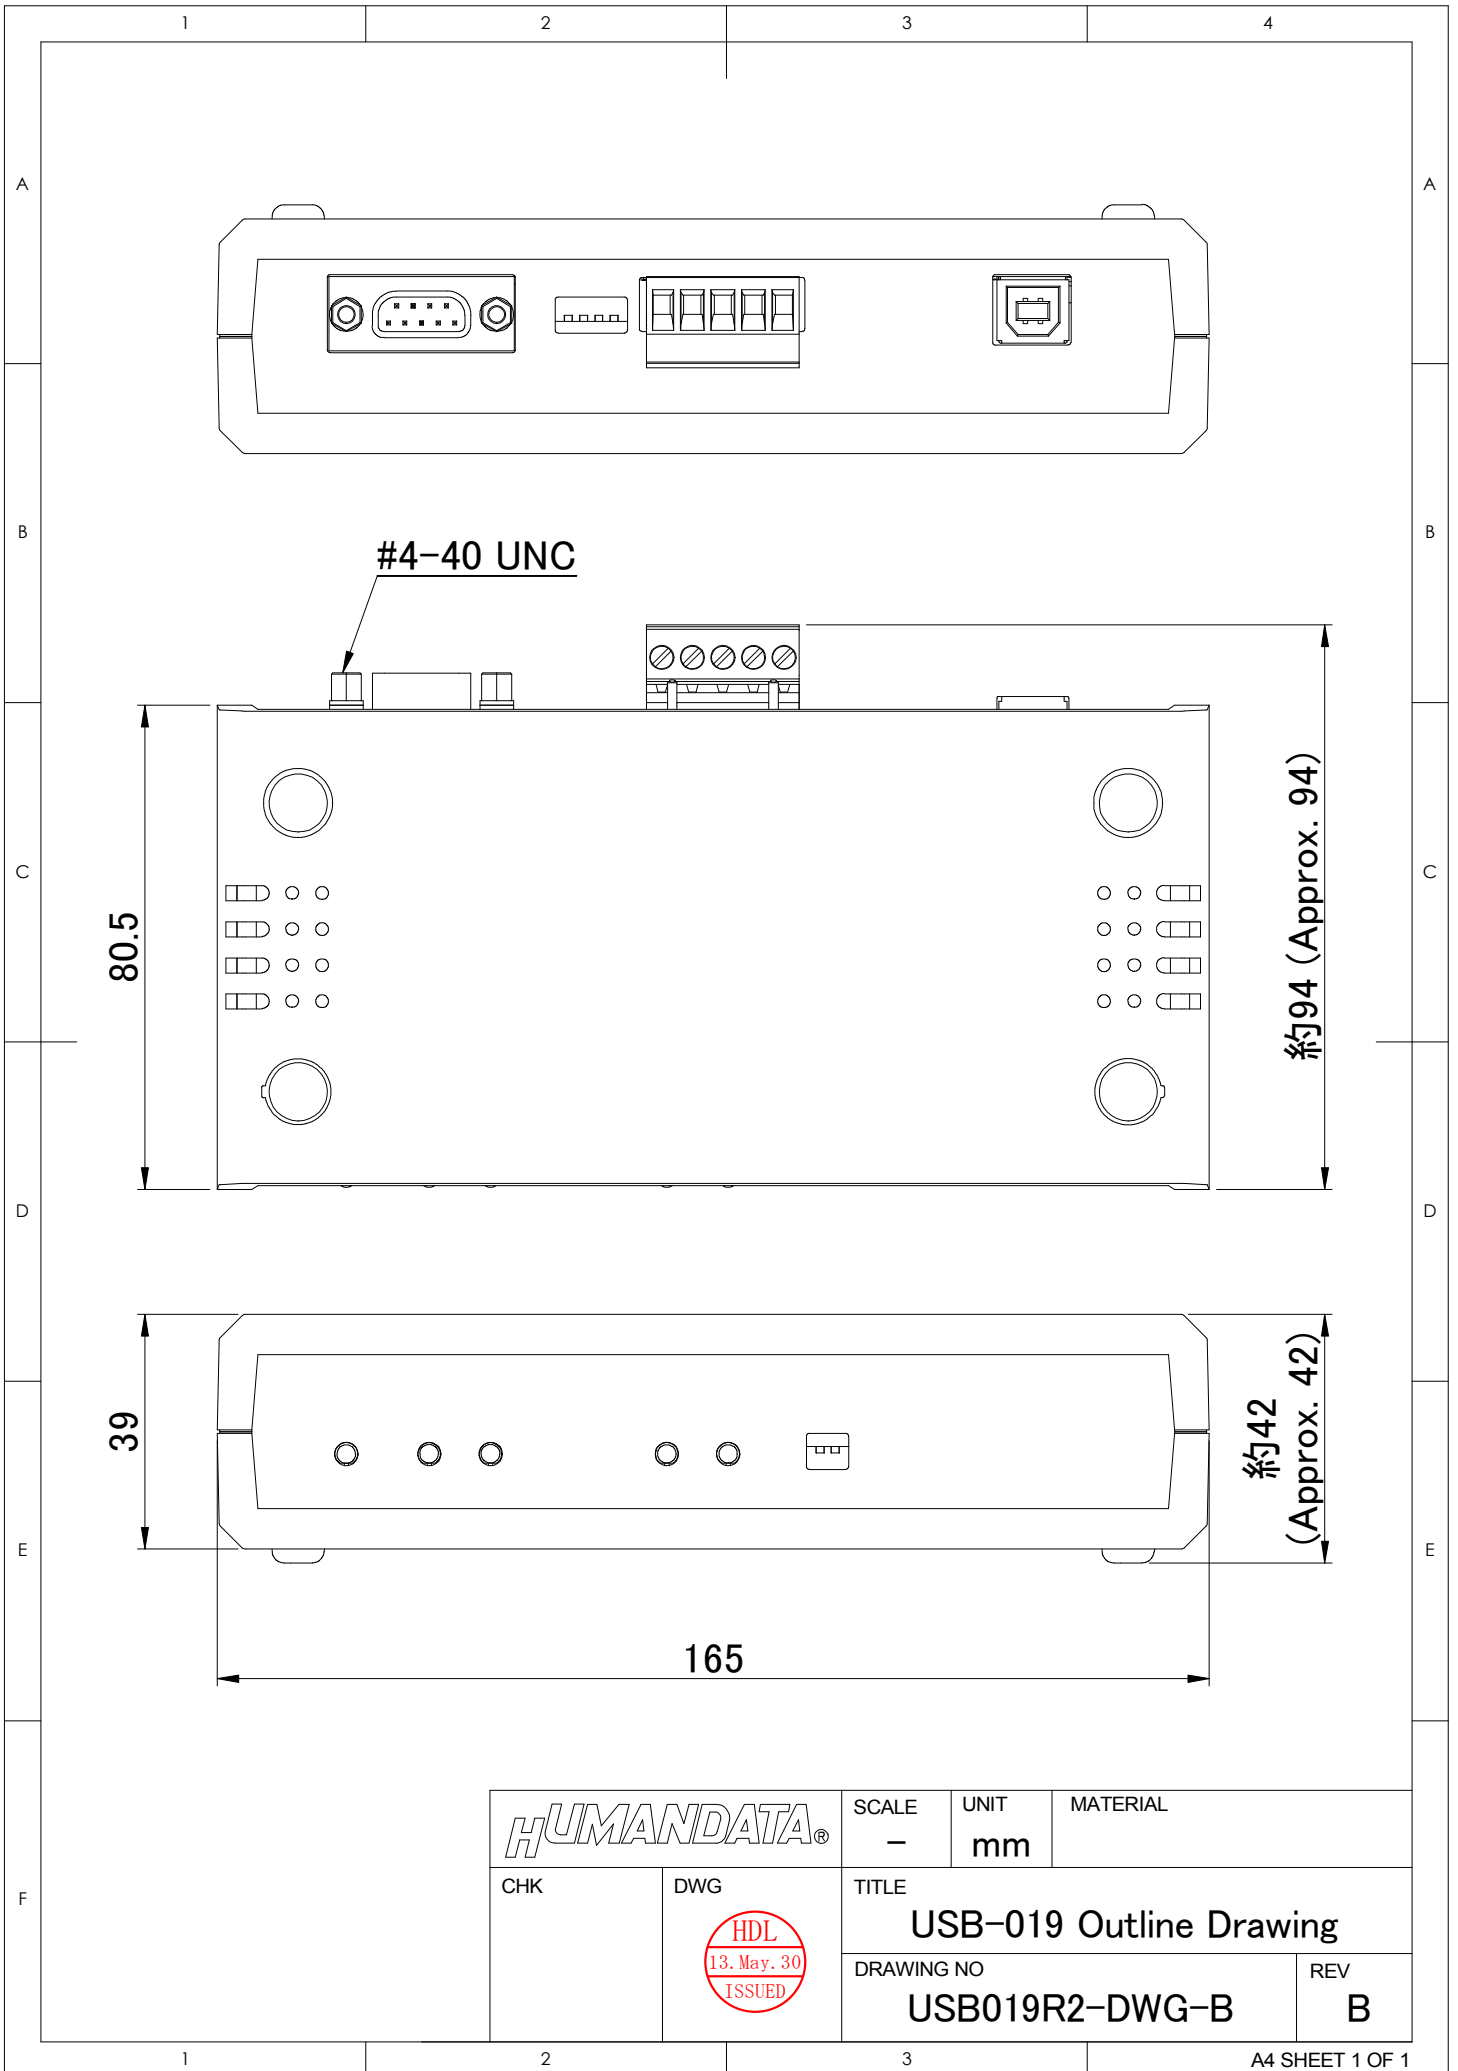 1 2 3 4
A A
B B
#4-40 UNC
C C
80.5
約94 (Approx. 94)
D D
39
約42
(Approx. 42)
E E
165
HUMANDATA®
SCALE
-
UNIT
mm
MATERIAL
CHK
DWG
HDL
13.May.30
ISSUED
TITLE
USB-019 Outline Drawing
DRAWING NO
USB019R2-DWG-B
REV
B
F
1 2 3
A4 SHEET 1 OF 1